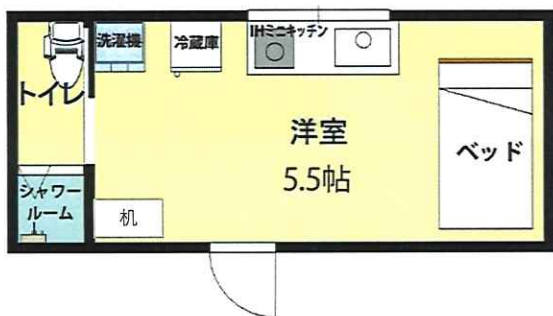 トイレ
洗濯機
冷蔵庫
IHミニキッチン
洋室
5.5帖
ベッド
シャワー
ルーム
机